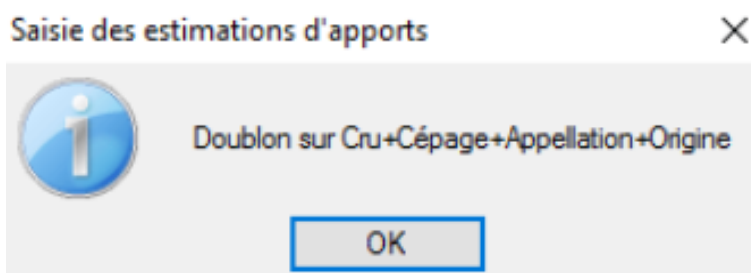 Saisie des estimations d'apports
Doublon sur Cru+Cépage+Appellation+Origine
OK